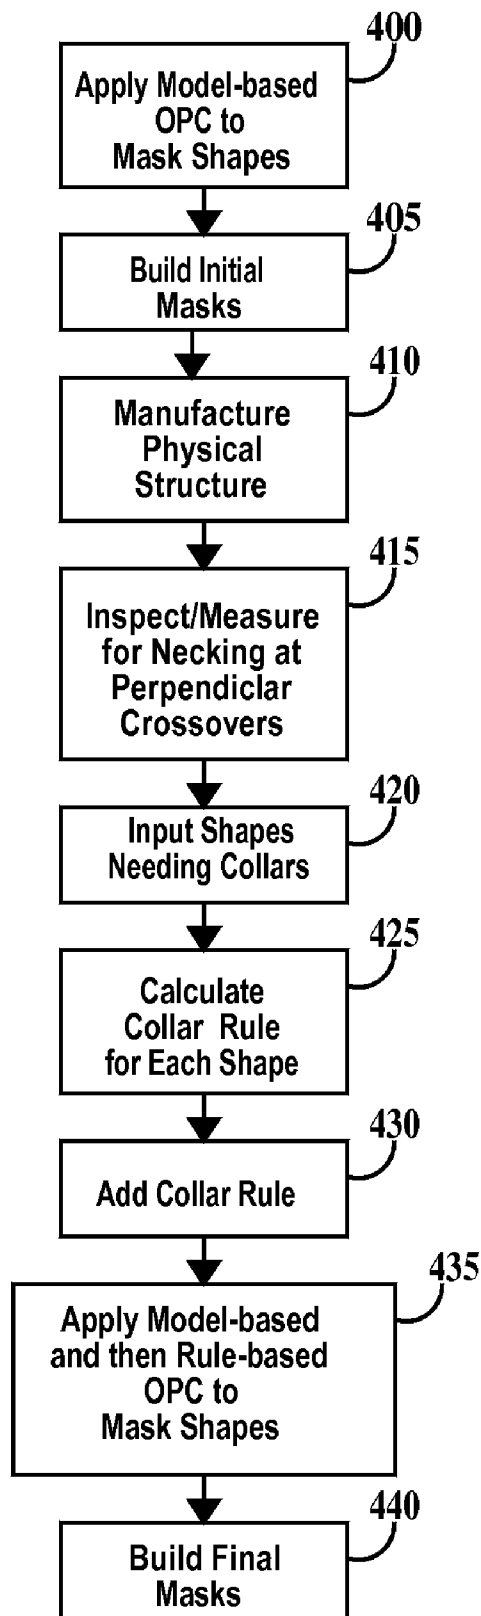 400
Apply Model-based
OPC to
Mask Shapes
405
Build Initial
Masks
410
Manufacture
Physical
Structure
415
Inspect/Measure
for Necking at
Perpendiclar
Crossovers
420
Input Shapes
Needing Collars
425
Calculate
Collar Rule
for Each Shape
430
Add Collar Rule
435
Apply Model-based
and then Rule-based
OPC to
Mask Shapes
440
Build Final
Masks